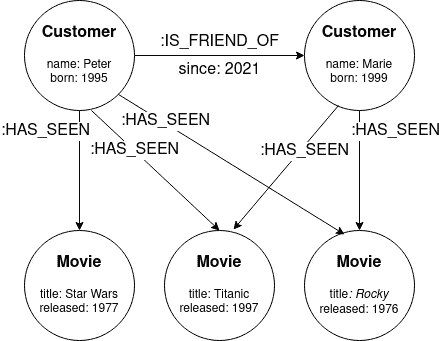 Customer
name: Peter
born: 1995
:IS_FRIEND_OF
since: 2021
Customer
name: Marie
born: 1999
:HAS_SEEN
:HAS_SEEN
:HAS_SEEN
:HAS_SEEN
:HAS_SEEN
Movie
title: Star Wars
released: 1977
Movie
title: Titanic
released: 1997
Movie
title: Rocky
released: 1976